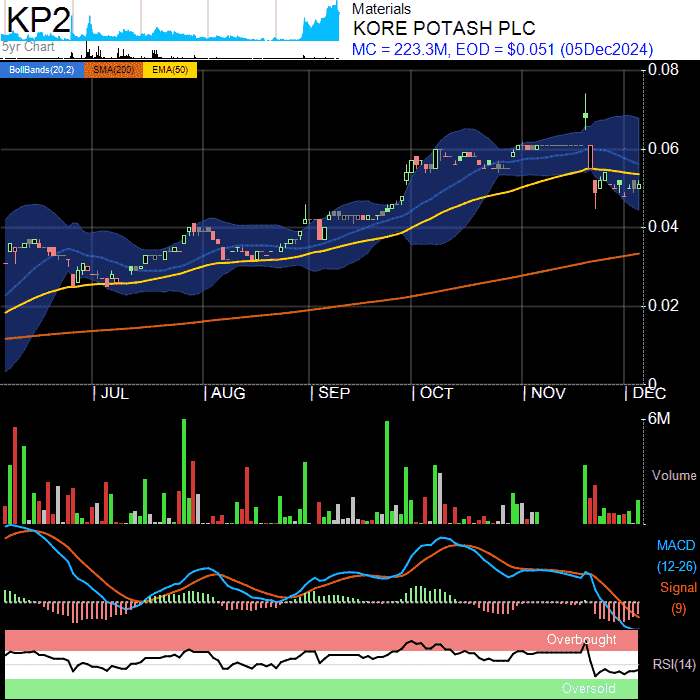 KP2
Materials
KORE POTASH PLC
5yr Chart
MC = 223.3M, EOD = $0.051 (05Dec2024)
BollBands(20,2) SMA(200) EMA(50)
0.08
0.06
0.04
0.02
0
JUL AUG SEP OCT NOV DEC
6M
Volume
MACD
(12-26)
Signal
(9)
Overbought
RSI(14)
Oversold